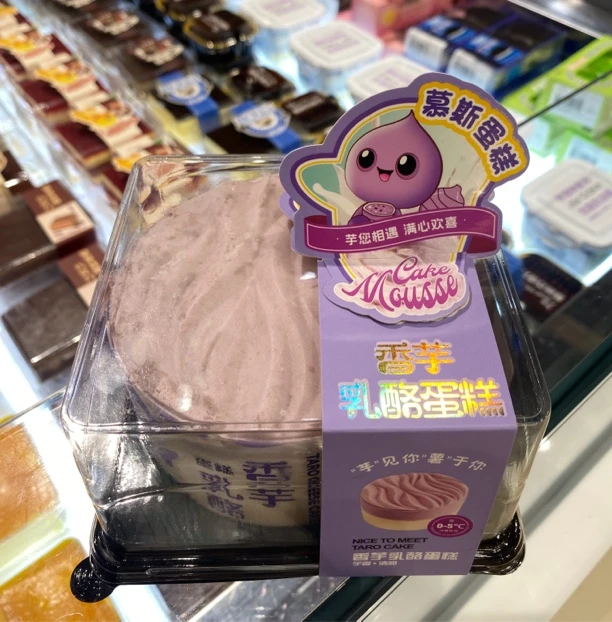 慕斯蛋糕
芋您相遇 满心欢喜
Cake
Mousse
香芋
乳酪蛋糕
"芋"见你"薯"于你
0-5℃
NICE TO MEET
TARO CAKE
香芋乳酪蛋糕
香芋
乳酪
蛋糕